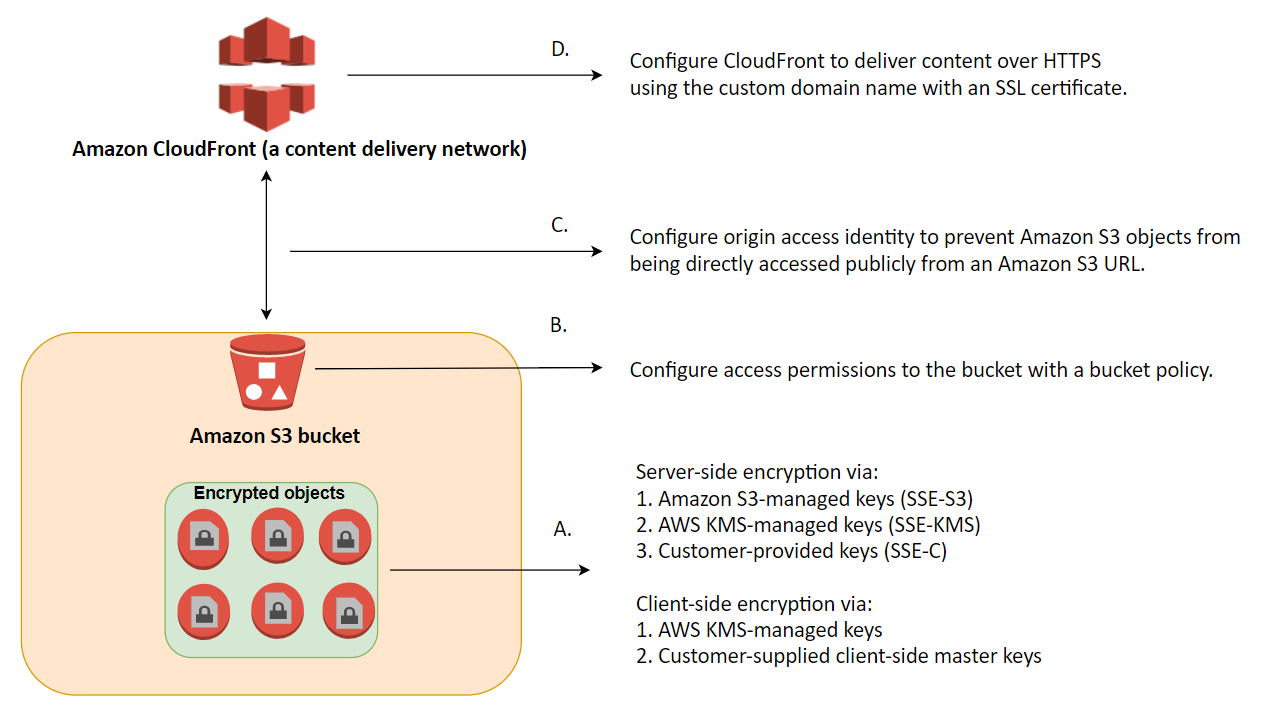 D.
Configure CloudFront to deliver content over HTTPS
using the custom domain name with an SSL certificate.
Amazon CloudFront (a content delivery network)
C.
Configure origin access identity to prevent Amazon S3 objects from
being directly accessed publicly from an Amazon S3 URL.
B.
Configure access permissions to the bucket with a bucket policy.
Amazon S3 bucket
Encrypted objects
A.
Server-side encryption via:
1. Amazon S3-managed keys (SSE-S3)
2. AWS KMS-managed keys (SSE-KMS)
3. Customer-provided keys (SSE-C)
Client-side encryption via:
1. AWS KMS-managed keys
2. Customer-supplied client-side master keys